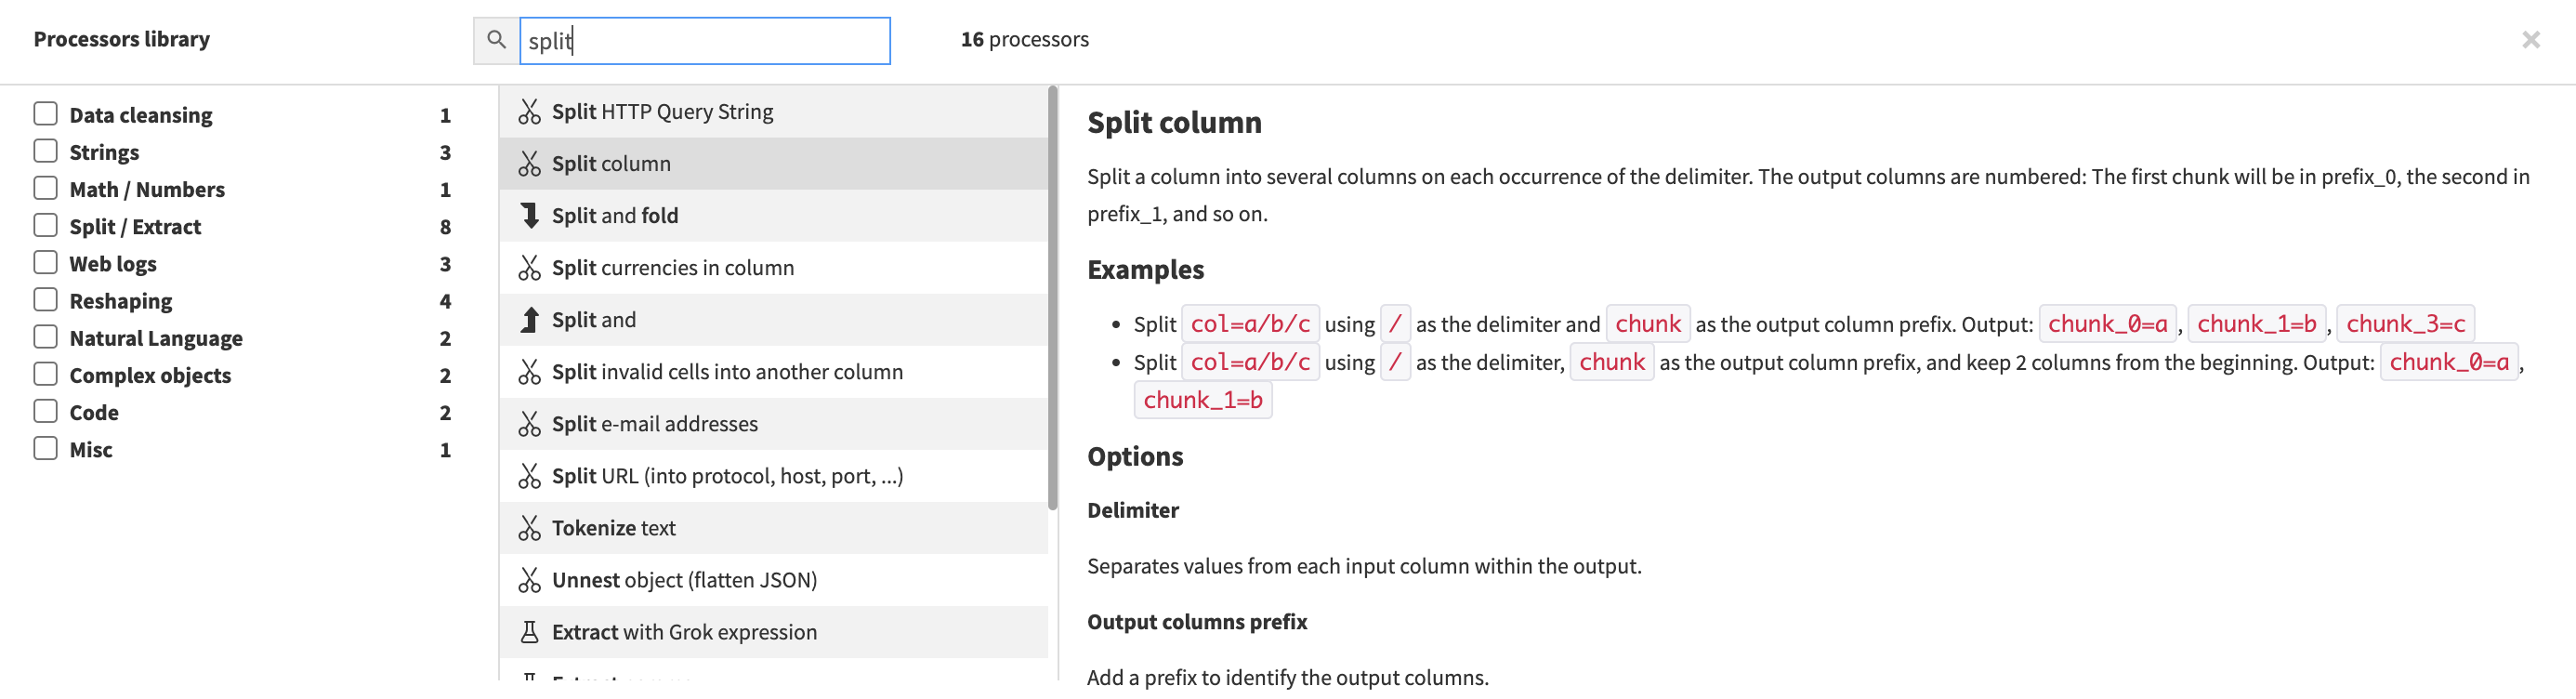 Processors library
split
16 processors
Data cleansing 1
Strings 3
Math / Numbers 1
Split / Extract 8
Web logs 3
Reshaping 4
Natural Language 2
Complex objects 2
Code 2
Misc 1
Split HTTP Query String
Split column
Split and fold
Split currencies in column
Split and
Split invalid cells into another column
Split e-mail addresses
Split URL (into protocol, host, port, ...)
Tokenize text
Unnest object (flatten JSON)
Extract with Grok expression
Split column
Split a column into several columns on each occurrence of the delimiter. The output columns are numbered: The first chunk will be in prefix_0, the second in
prefix_1, and so on.
Examples
• Split col=a/b/c using / as the delimiter and chunk as the output column prefix. Output: chunk_0=a , chunk_1=b , chunk_3=c
• Split col=a/b/c using / as the delimiter, chunk as the output column prefix, and keep 2 columns from the beginning. Output: chunk_0=a ,
chunk_1=b
Options
Delimiter
Separates values from each input column within the output.
Output columns prefix
Add a prefix to identify the output columns.